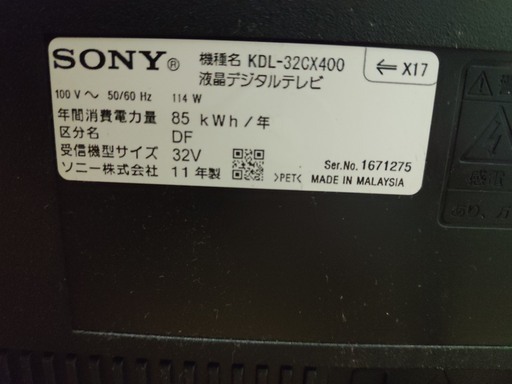 SONY®
機種名 KDL-32CX400
⇐ X17
液晶デジタルテレビ
100 V ～ 50/60 Hz 114 W
年間消費電力量 85 kWh/年
区分名 DF
受信機型サイズ 32V
ソニー株式会社 11年製
>PET<
Ser.No. 1671275
MADE IN MALAYSIA